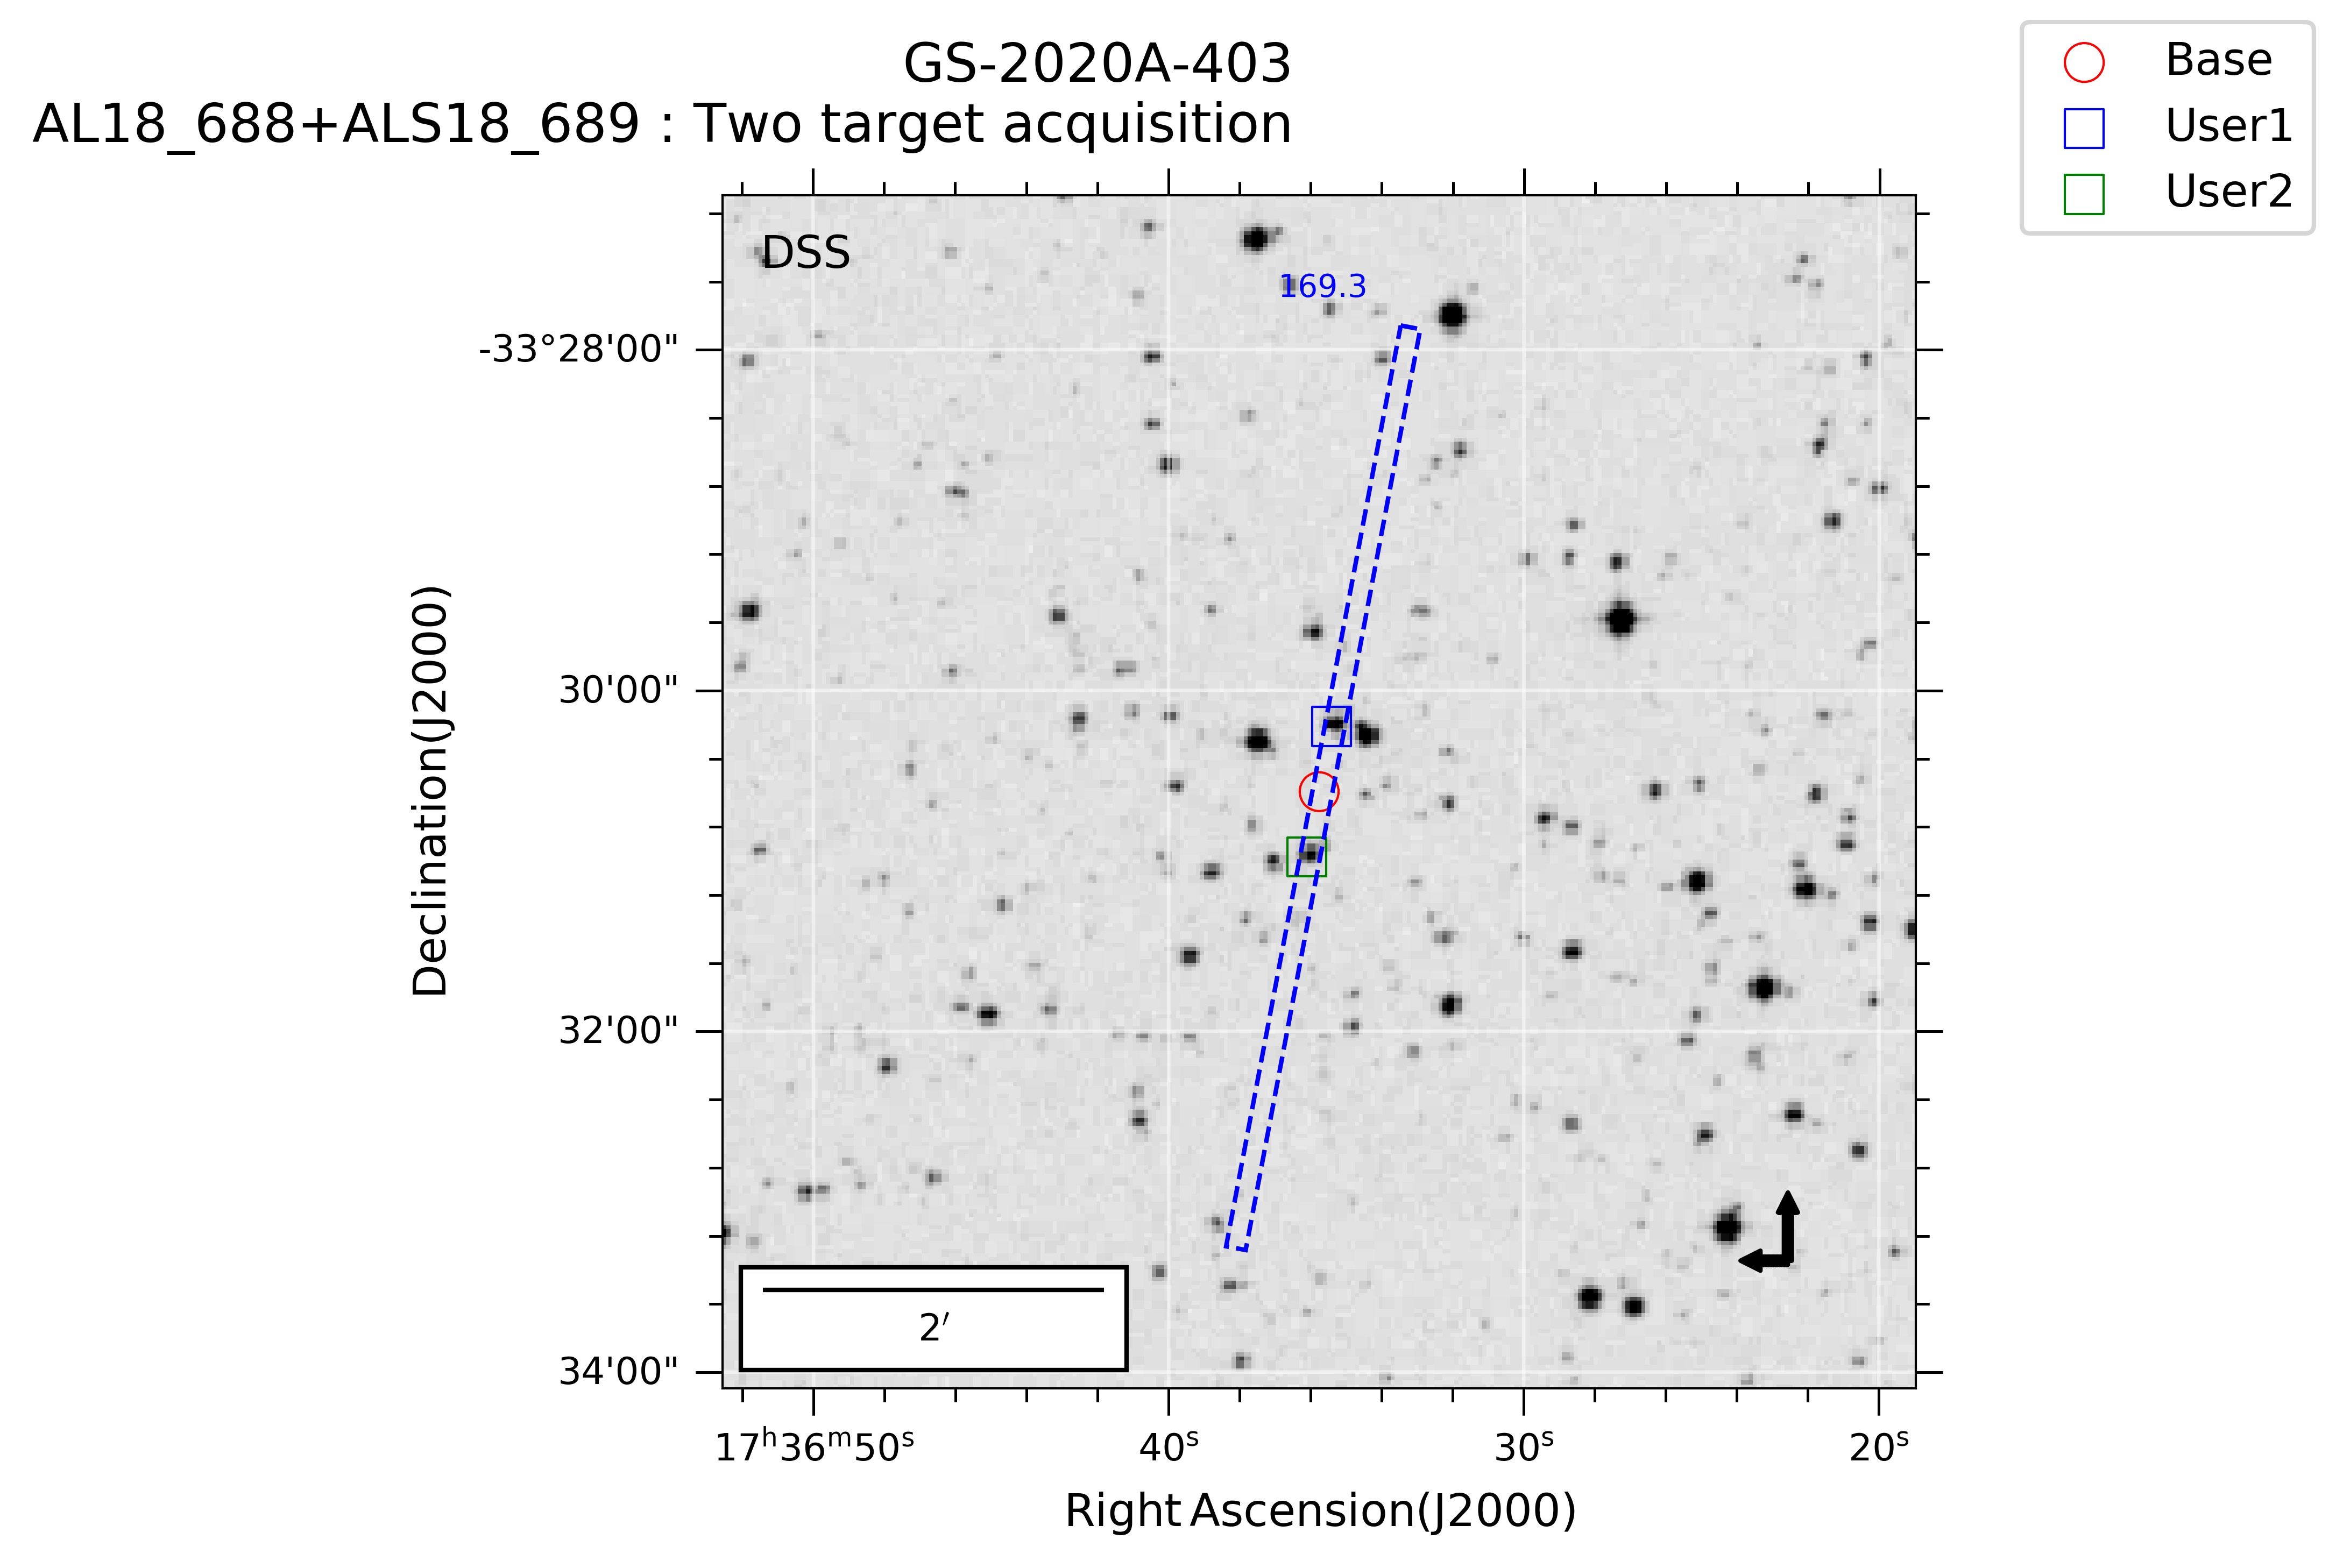 GS-2020A-403
AL18_688+ALS18_689 : Two target acquisition
Base
User1
User2
DSS
169.3
-33°28'00"
30'00"
32'00"
34'00"
Declination(J2000)
2′
17ʰ36ᵐ50ˢ 40ˢ 30ˢ 20ˢ
Right Ascension(J2000)